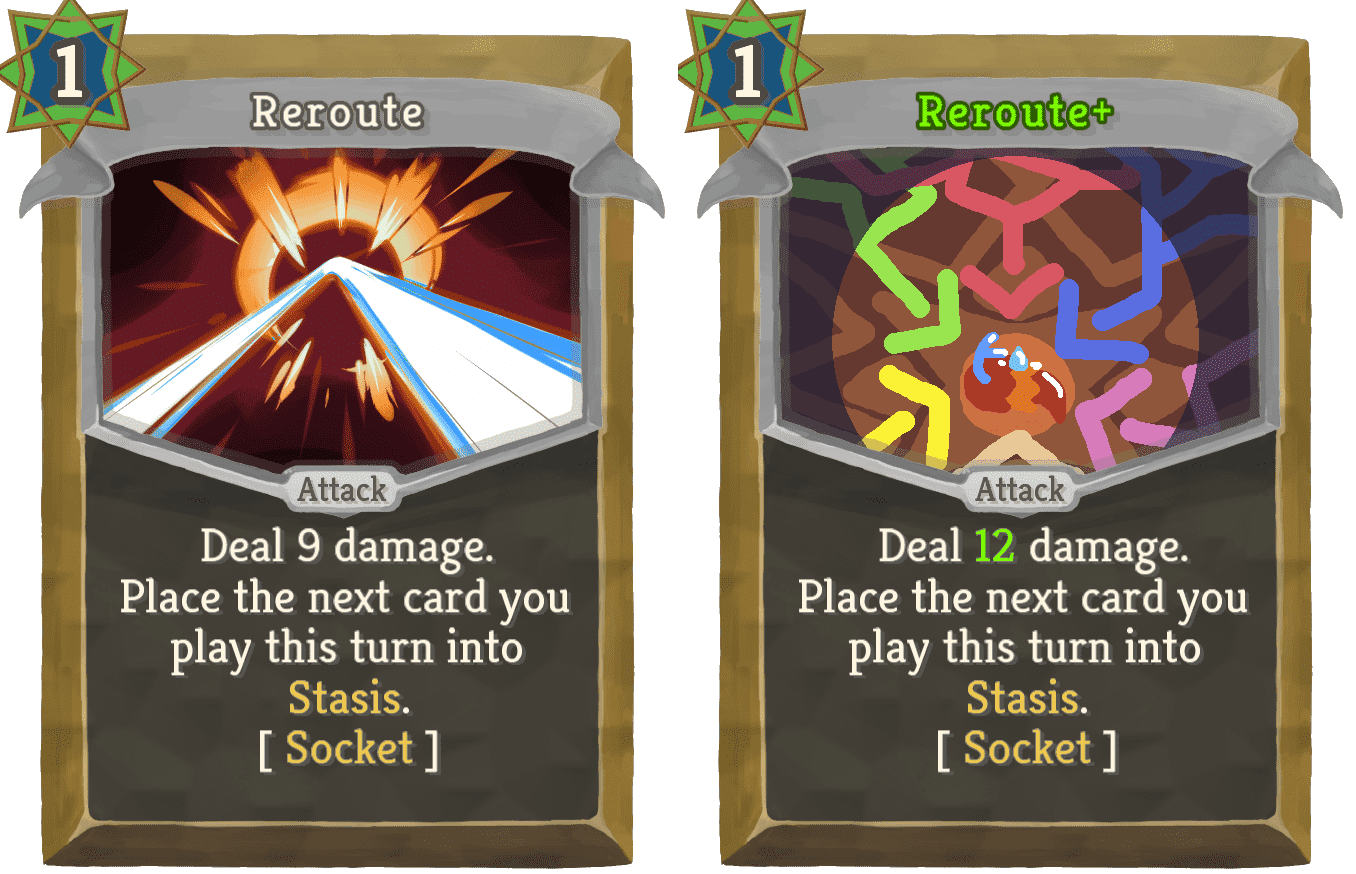 1
Reroute
Attack
Deal 9 damage.
Place the next card you
play this turn into
Stasis.
[ Socket ]
1
Reroute+
Attack
Deal 12 damage.
Place the next card you
play this turn into
Stasis.
[ Socket ]